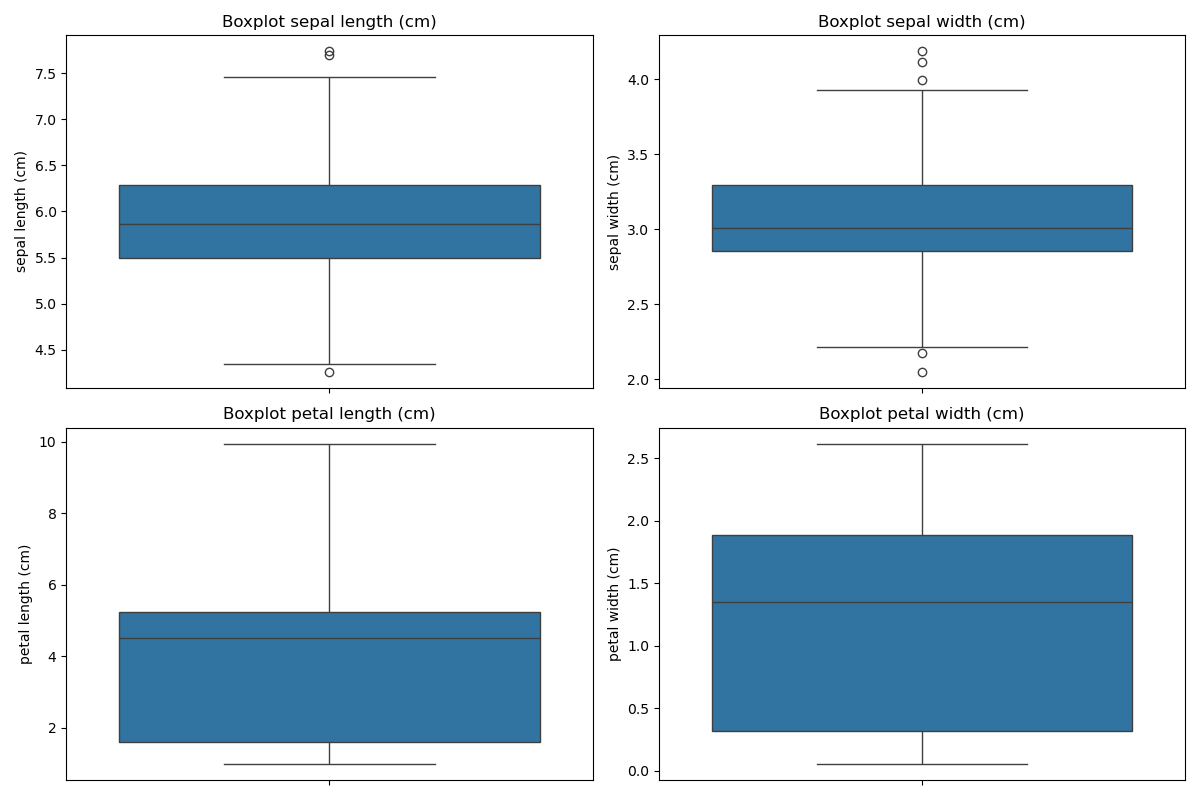 Boxplot sepal length (cm)
sepal length (cm)
7.5
7.0
6.5
6.0
5.5
5.0
4.5
Boxplot sepal width (cm)
sepal width (cm)
4.0
3.5
3.0
2.5
2.0
Boxplot petal length (cm)
petal length (cm)
10
8
6
4
2
Boxplot petal width (cm)
petal width (cm)
2.5
2.0
1.5
1.0
0.5
0.0